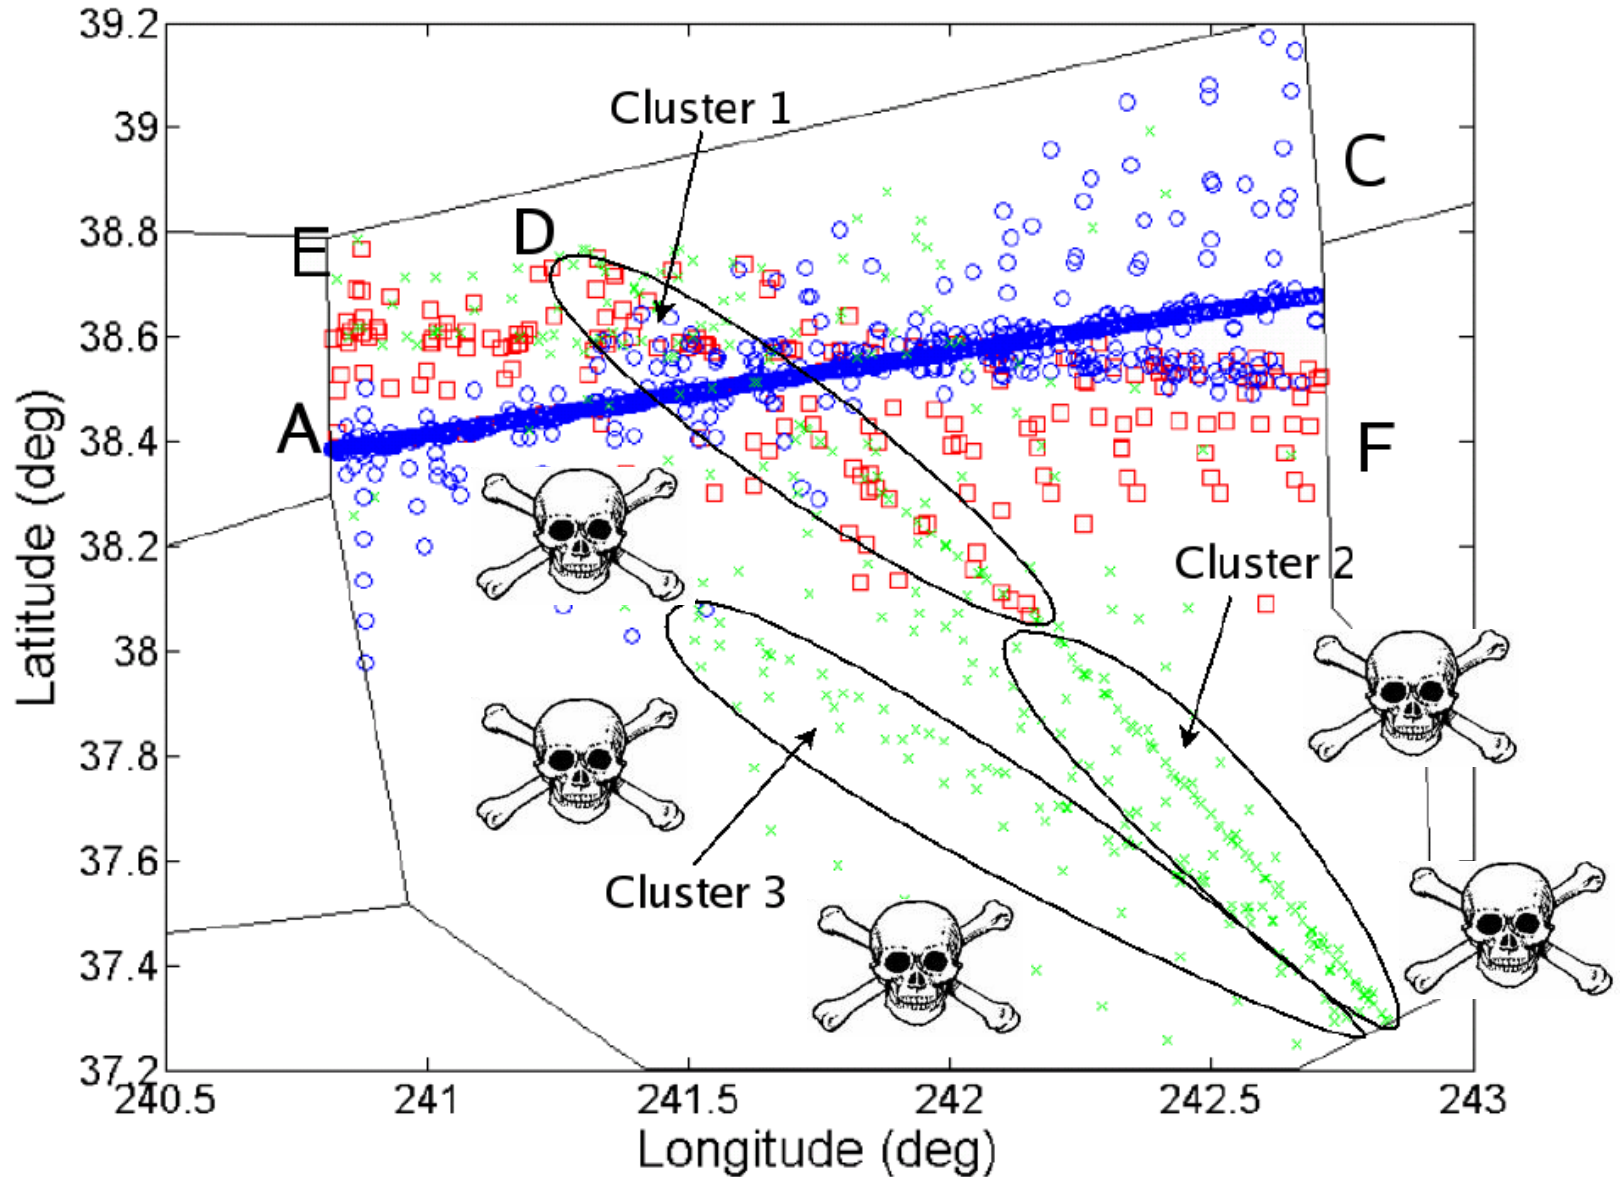 39.2
Cluster 1
39
C
D
38.8
E
38.6
A
38.4
F
38.2
Cluster 2
38
37.8
37.6
Cluster 3
37.4
37.2
240.5
241
241.5
242
242.5
243
Latitude (deg)
Longitude (deg)